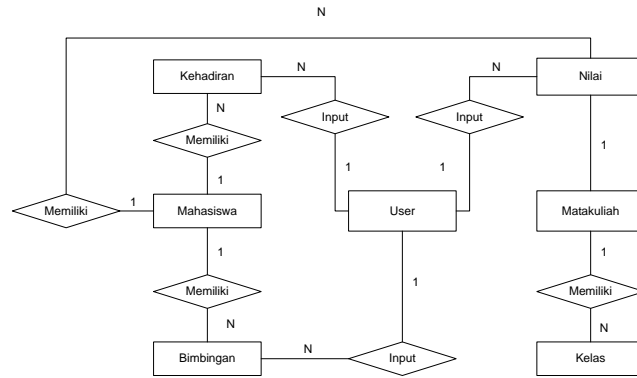 N
Kehadiran
N
N
Nilai
N
Input
Input
Memiliki
1
1
1
1
Memiliki
1
Mahasiswa
User
Matakuliah
1
1
1
Memiliki
Memiliki
N
N
N
Bimbingan
Input
Kelas